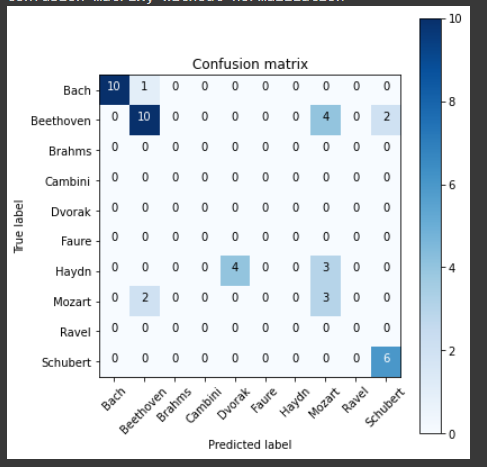 Confusion matrix, without normalization
Confusion matrix
Bach 10 1 0 0 0 0 0 0 0 0
Beethoven 0 10 0 0 0 0 0 4 0 2
Brahms 0 0 0 0 0 0 0 0 0 0
Cambini 0 0 0 0 0 0 0 0 0 0
Dvorak 0 0 0 0 0 0 0 0 0 0
Faure 0 0 0 0 0 0 0 0 0 0
Haydn 0 0 0 0 4 0 0 3 0 0
Mozart 0 2 0 0 0 0 0 3 0 0
Ravel 0 0 0 0 0 0 0 0 0 0
Schubert 0 0 0 0 0 0 0 0 0 6
True label
Bach Beethoven Brahms Cambini Dvorak Faure Haydn Mozart Ravel Schubert
Predicted label
10
8
6
4
2
0